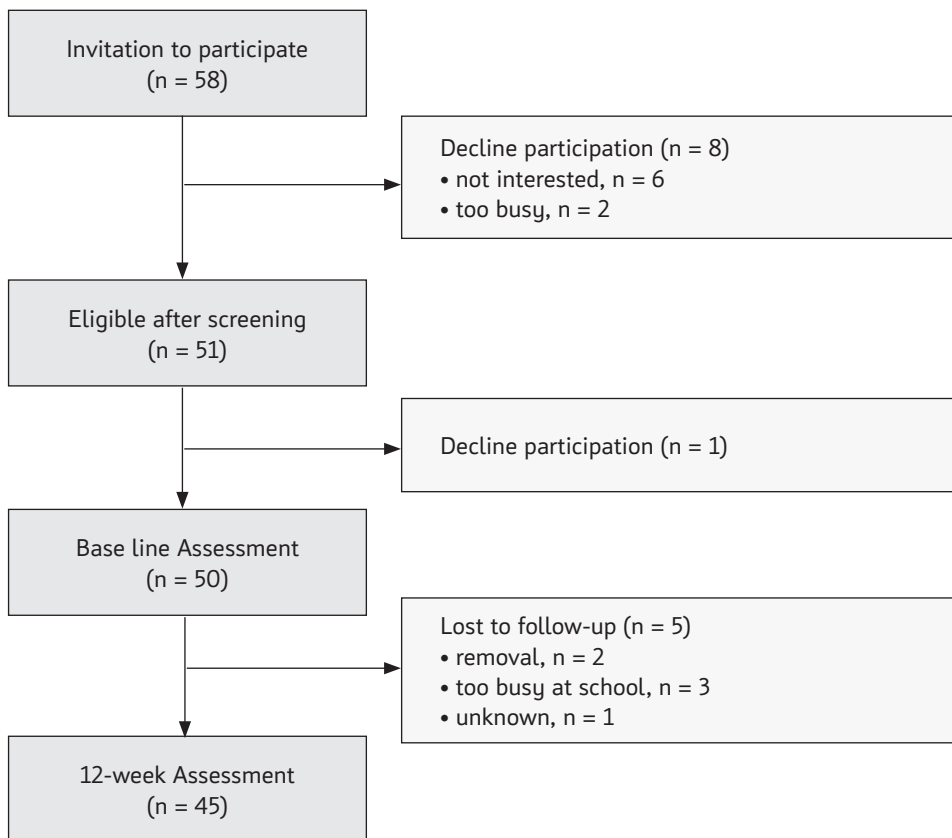 Invitation to participate
(n = 58)
Decline participation (n = 8)
• not interested, n = 6
• too busy, n = 2
Eligible after screening
(n = 51)
Decline participation (n = 1)
Base line Assessment
(n = 50)
Lost to follow-up (n = 5)
• removal, n = 2
• too busy at school, n = 3
• unknown, n = 1
12-week Assessment
(n = 45)